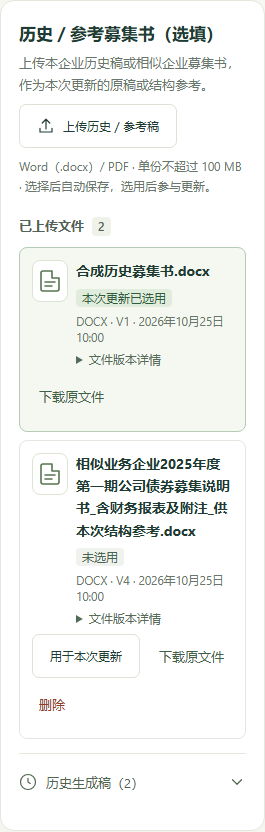 历史 / 参考募集书（选填）
上传本企业历史稿或相似企业募集书，
作为本次更新的原稿或结构参考。
上传历史 / 参考稿
Word（.docx）/ PDF · 单份不超过 100 MB
· 选择后自动保存，选用后参与更新。
已上传文件 2
合成历史募集书.docx
本次更新已选用
DOCX · V1 · 2026年10月25日
10:00
▶ 文件版本详情
下载原文件
相似业务企业2025年度
第一期公司债券募集说明
书_含财务报表及附注_供
本次结构参考.docx
未选用
DOCX · V4 · 2026年10月25日
10:00
▶ 文件版本详情
用于本次更新 下载原文件
删除
历史生成稿（2）